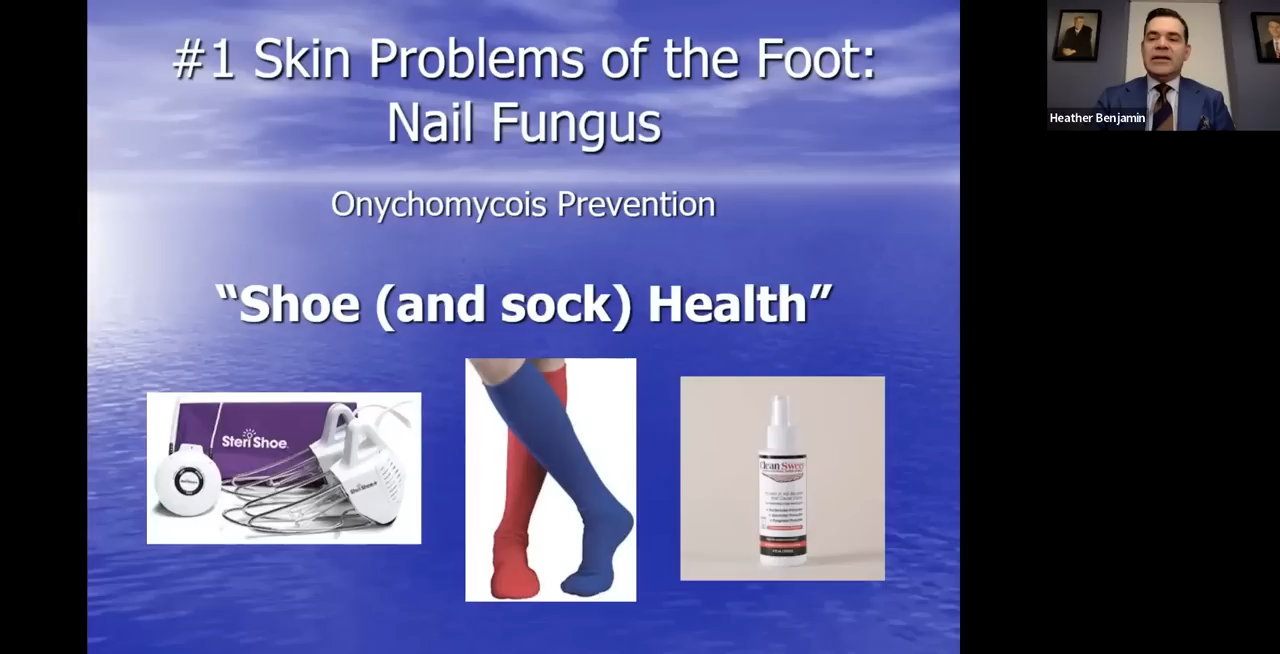 #1 Skin Problems of the Foot:
Nail Fungus
Onychomycois Prevention
“Shoe (and sock) Health”
SteriShoe
Clean Sweep
Heather Benjamin